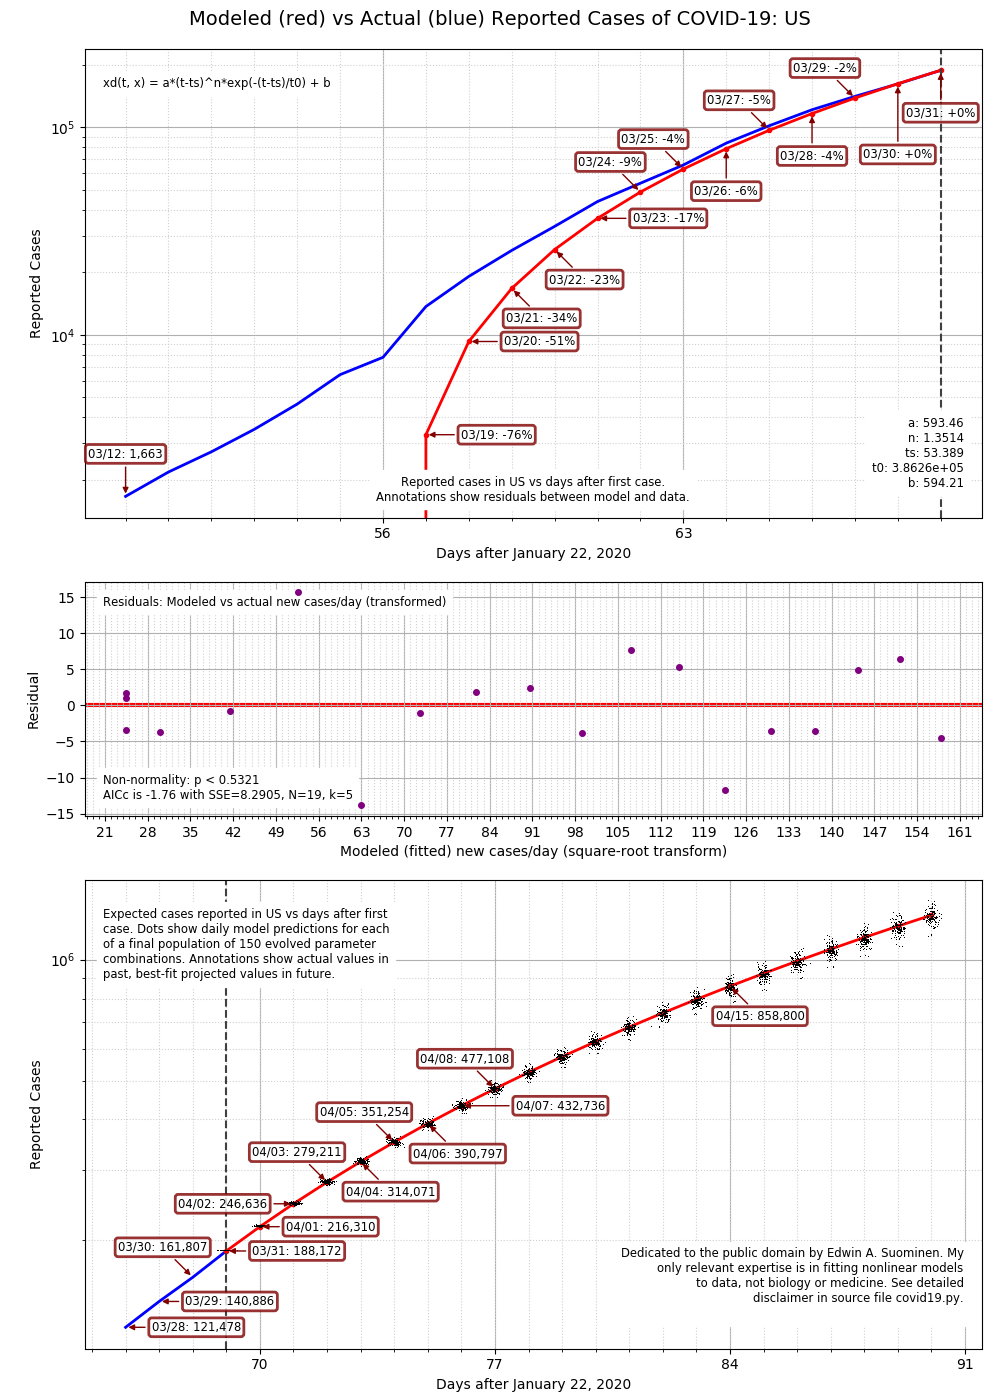 Modeled (red) vs Actual (blue) Reported Cases of COVID-19: US
xd(t, x) = a*(t-ts)^n*exp(-(t-ts)/t0) + b
03/29: -2%
03/27: -5%
03/31: +0%
10^5
03/25: -4%
03/28: -4%
03/30: +0%
03/24: -9%
03/26: -6%
03/23: -17%
03/22: -23%
03/21: -34%
03/20: -51%
Reported Cases
10^4
03/19: -76%
03/12: 1,663
a: 593.46
n: 1.3514
ts: 53.389
t0: 3.8626e+05
b: 594.21
Reported cases in US vs days after first case.
Annotations show residuals between model and data.
56 63
Days after January 22, 2020
Residuals: Modeled vs actual new cases/day (transformed)
15
10
5
0
−5
−10
−15
Residual
Non-normality: p < 0.5321
AICc is -1.76 with SSE=8.2905, N=19, k=5
21 28 35 42 49 56 63 70 77 84 91 98 105 112 119 126 133 140 147 154 161
Modeled (fitted) new cases/day (square-root transform)
Expected cases reported in US vs days after first
case. Dots show daily model predictions for each
of a final population of 150 evolved parameter
combinations. Annotations show actual values in
past, best-fit projected values in future.
10^6
04/15: 858,800
04/08: 477,108
04/07: 432,736
04/05: 351,254
04/06: 390,797
04/03: 279,211
04/04: 314,071
04/02: 246,636
04/01: 216,310
03/30: 161,807
03/31: 188,172
03/29: 140,886
03/28: 121,478
Reported Cases
Dedicated to the public domain by Edwin A. Suominen. My
only relevant expertise is in fitting nonlinear models
to data, not biology or medicine. See detailed
disclaimer in source file covid19.py.
70 77 84 91
Days after January 22, 2020